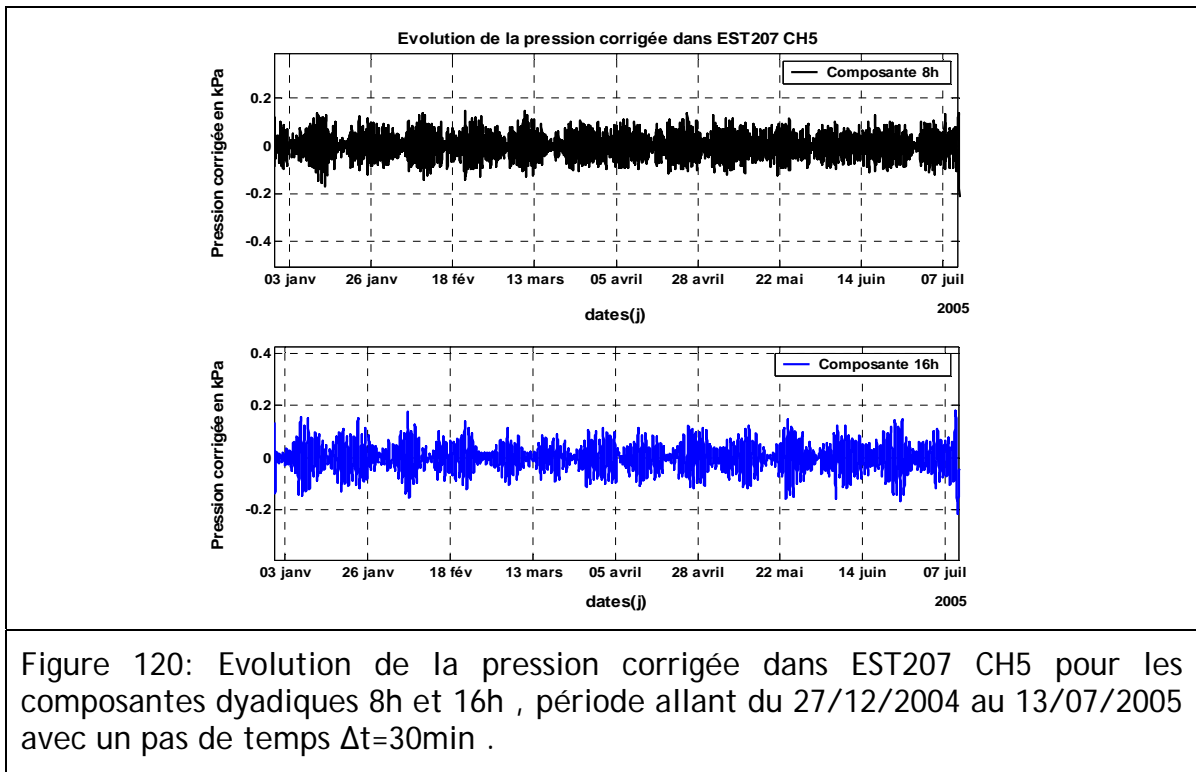 Evolution de la pression corrigée dans EST207 CH5
Pression corrigée en kPa
Composante 8h
0.2
0
-0.2
-0.4
03 janv 26 janv 18 fév 13 mars 05 avril 28 avril 22 mai 14 juin 07 juil
2005
dates(j)
Pression corrigée en kPa
Composante 16h
0.4
0.2
0
-0.2
03 janv 26 janv 18 fév 13 mars 05 avril 28 avril 22 mai 14 juin 07 juil
dates(j) 2005
Figure 120: Evolution de la pression corrigée dans EST207 CH5 pour les
composantes dyadiques 8h et 16h , période allant du 27/12/2004 au 13/07/2005
avec un pas de temps Δt=30min .